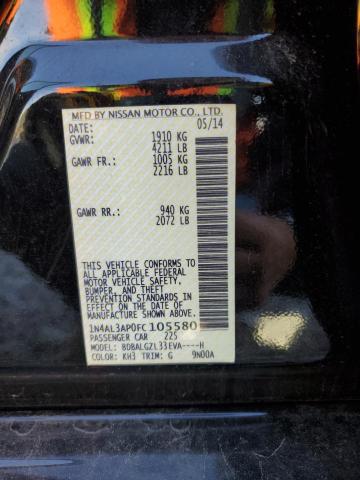 MFD BY NISSAN MOTOR CO., LTD.
DATE: 05/14
GVWR: 1910 KG
4211 LB
GAWR FR.: 1005 KG
2216 LB
GAWR RR.: 940 KG
2072 LB
THIS VEHICLE CONFORMS TO
ALL APPLICABLE FEDERAL
MOTOR VEHICLE SAFETY,
BUMPER, AND THEFT
PREVENTION STANDARDS IN
EFFECT ON THE DATE OF
MANUFACTURE SHOWN ABOVE.
1N4AL3AP0FC105580
PASSENGER CAR 225
MODEL: BDBALGZL33EVA----H
COLOR: KH3 TRIM: G 9N00A